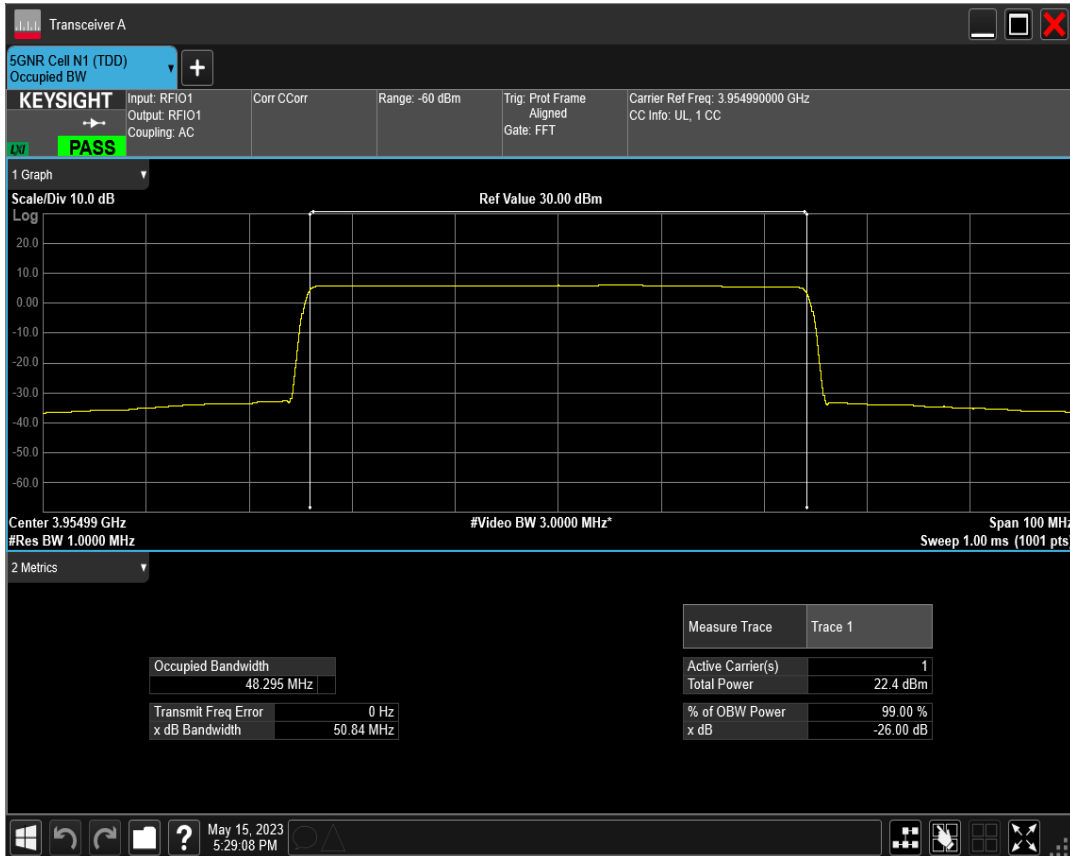 Transceiver A
5GNR Cell N1 (TDD)
Occupied BW
KEYSIGHT
LXI
PASS
Input: RFIO1
Output: RFIO1
Coupling: AC
Corr CCorr
Range: -60 dBm
Trig: Prot Frame
Aligned
Gate: FFT
Carrier Ref Freq: 3.954990000 GHz
CC Info: UL, 1 CC
1 Graph
Scale/Div 10.0 dB
Ref Value 30.00 dBm
Log
20.0
10.0
0.00
-10.0
-20.0
-30.0
-40.0
-50.0
-60.0
Center 3.95499 GHz
#Video BW 3.0000 MHz*
Span 100 MHz
#Res BW 1.0000 MHz
Sweep 1.00 ms (1001 pts)
2 Metrics
Measure Trace Trace 1
Occupied Bandwidth
48.295 MHz
Active Carrier(s) 1
Total Power 22.4 dBm
Transmit Freq Error 0 Hz
x dB Bandwidth 50.84 MHz
% of OBW Power 99.00 %
x dB -26.00 dB
?
May 15, 2023
5:29:08 PM